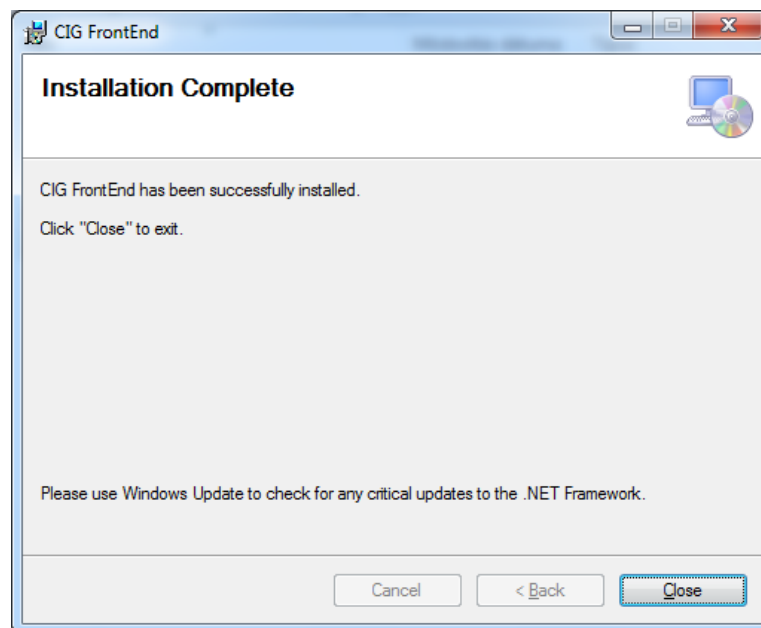 CIG FrontEnd
Installation Complete
CIG FrontEnd has been successfully installed.
Click "Close" to exit.
Please use Windows Update to check for any critical updates to the .NET Framework.
Cancel
< Back
Close